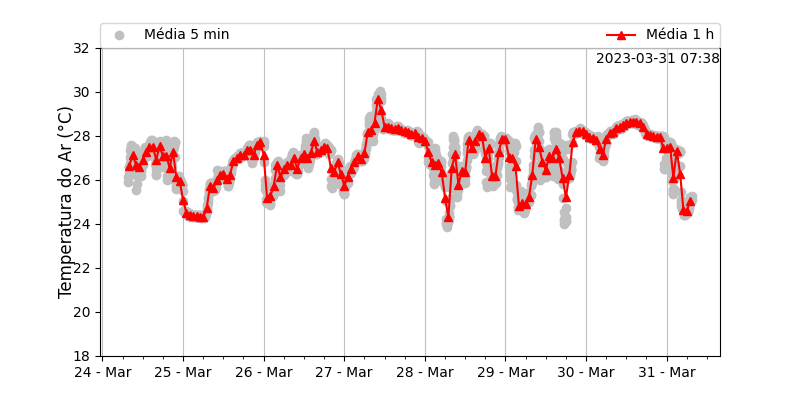 Média 5 min
Média 1 h
2023-03-31 07:38
Temperatura do Ar (°C)
32
30
28
26
24
22
20
18
24 - Mar
25 - Mar
26 - Mar
27 - Mar
28 - Mar
29 - Mar
30 - Mar
31 - Mar